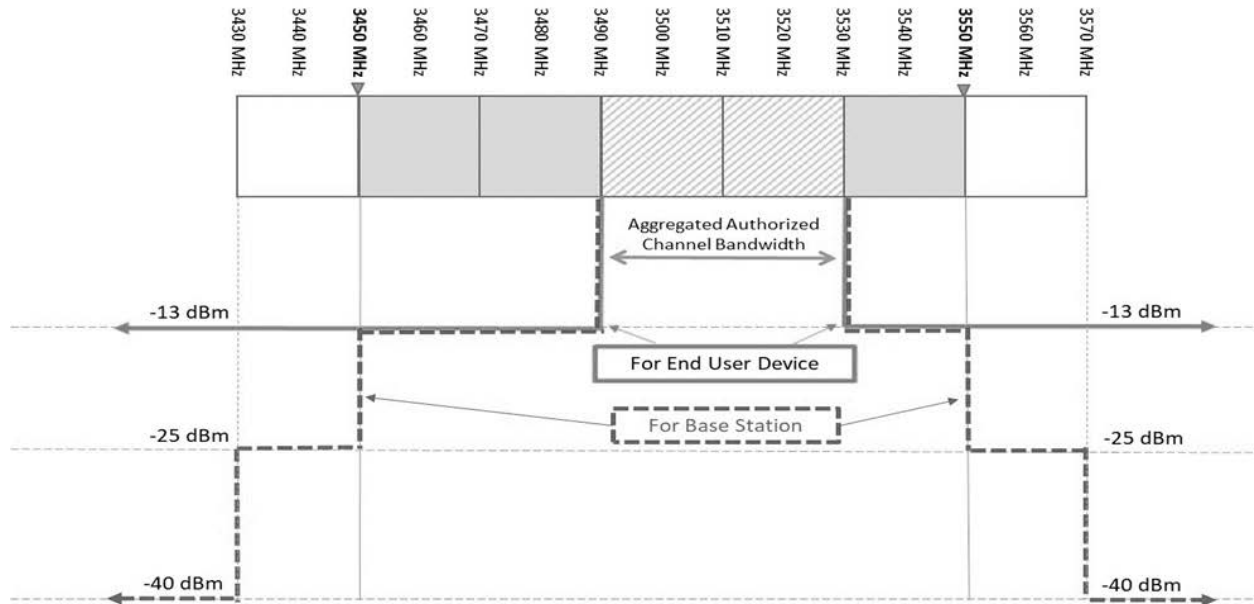 3430 MHz
3440 MHz
3450 MHz
3460 MHz
3470 MHz
3480 MHz
3490 MHz
3500 MHz
3510 MHz
3520 MHz
3530 MHz
3540 MHz
3550 MHz
3560 MHz
3570 MHz
Aggregated Authorized
Channel Bandwidth
-13 dBm
-13 dBm
For End User Device
For Base Station
-25 dBm
-25 dBm
-40 dBm
-40 dBm